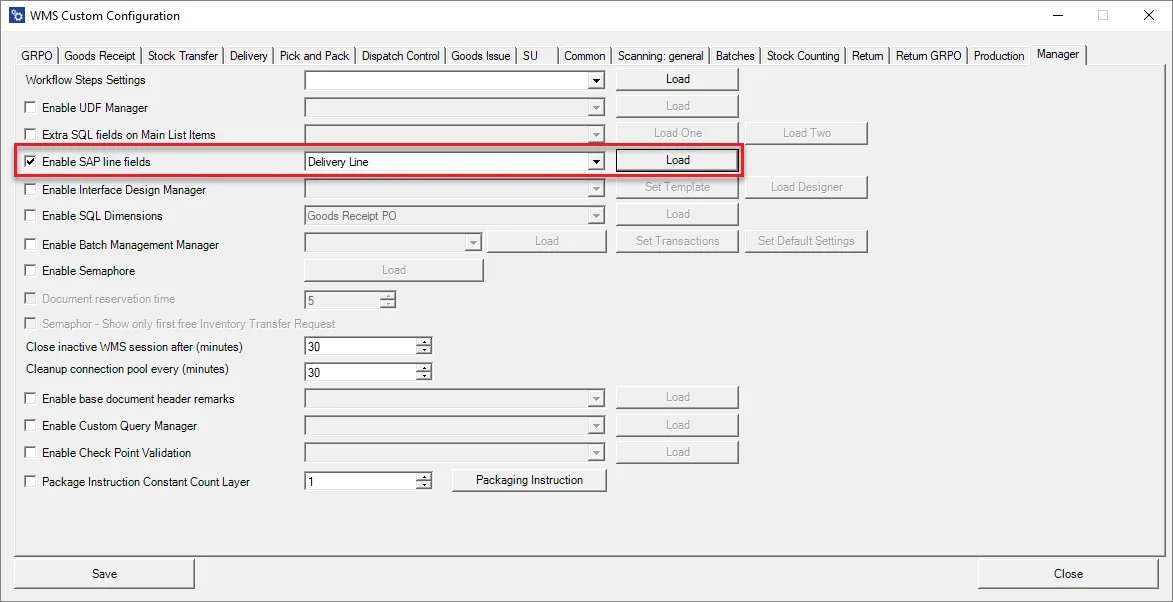 WMS Custom Configuration
GRPO Goods Receipt Stock Transfer Delivery Pick and Pack Dispatch Control Goods Issue SU Common Scanning: general Batches Stock Counting Return Return GRPO Production Manager
Workflow Steps Settings Load
Enable UDF Manager Load
Extra SQL fields on Main List Items Load One Load Two
Enable SAP line fields Delivery Line Load
Enable Interface Design Manager Set Template Load Designer
Enable SQL Dimensions Goods Receipt PO Load
Enable Batch Management Manager Load Set Transactions Set Default Settings
Enable Semaphore Load
Document reservation time 5
Semaphor - Show only first free Inventory Transfer Request
Close inactive WMS session after (minutes) 30
Cleanup connection pool every (minutes) 30
Enable base document header remarks Load
Enable Custom Query Manager Load
Enable Check Point Validation Load
Package Instruction Constant Count Layer 1 Packaging Instruction
Save Close